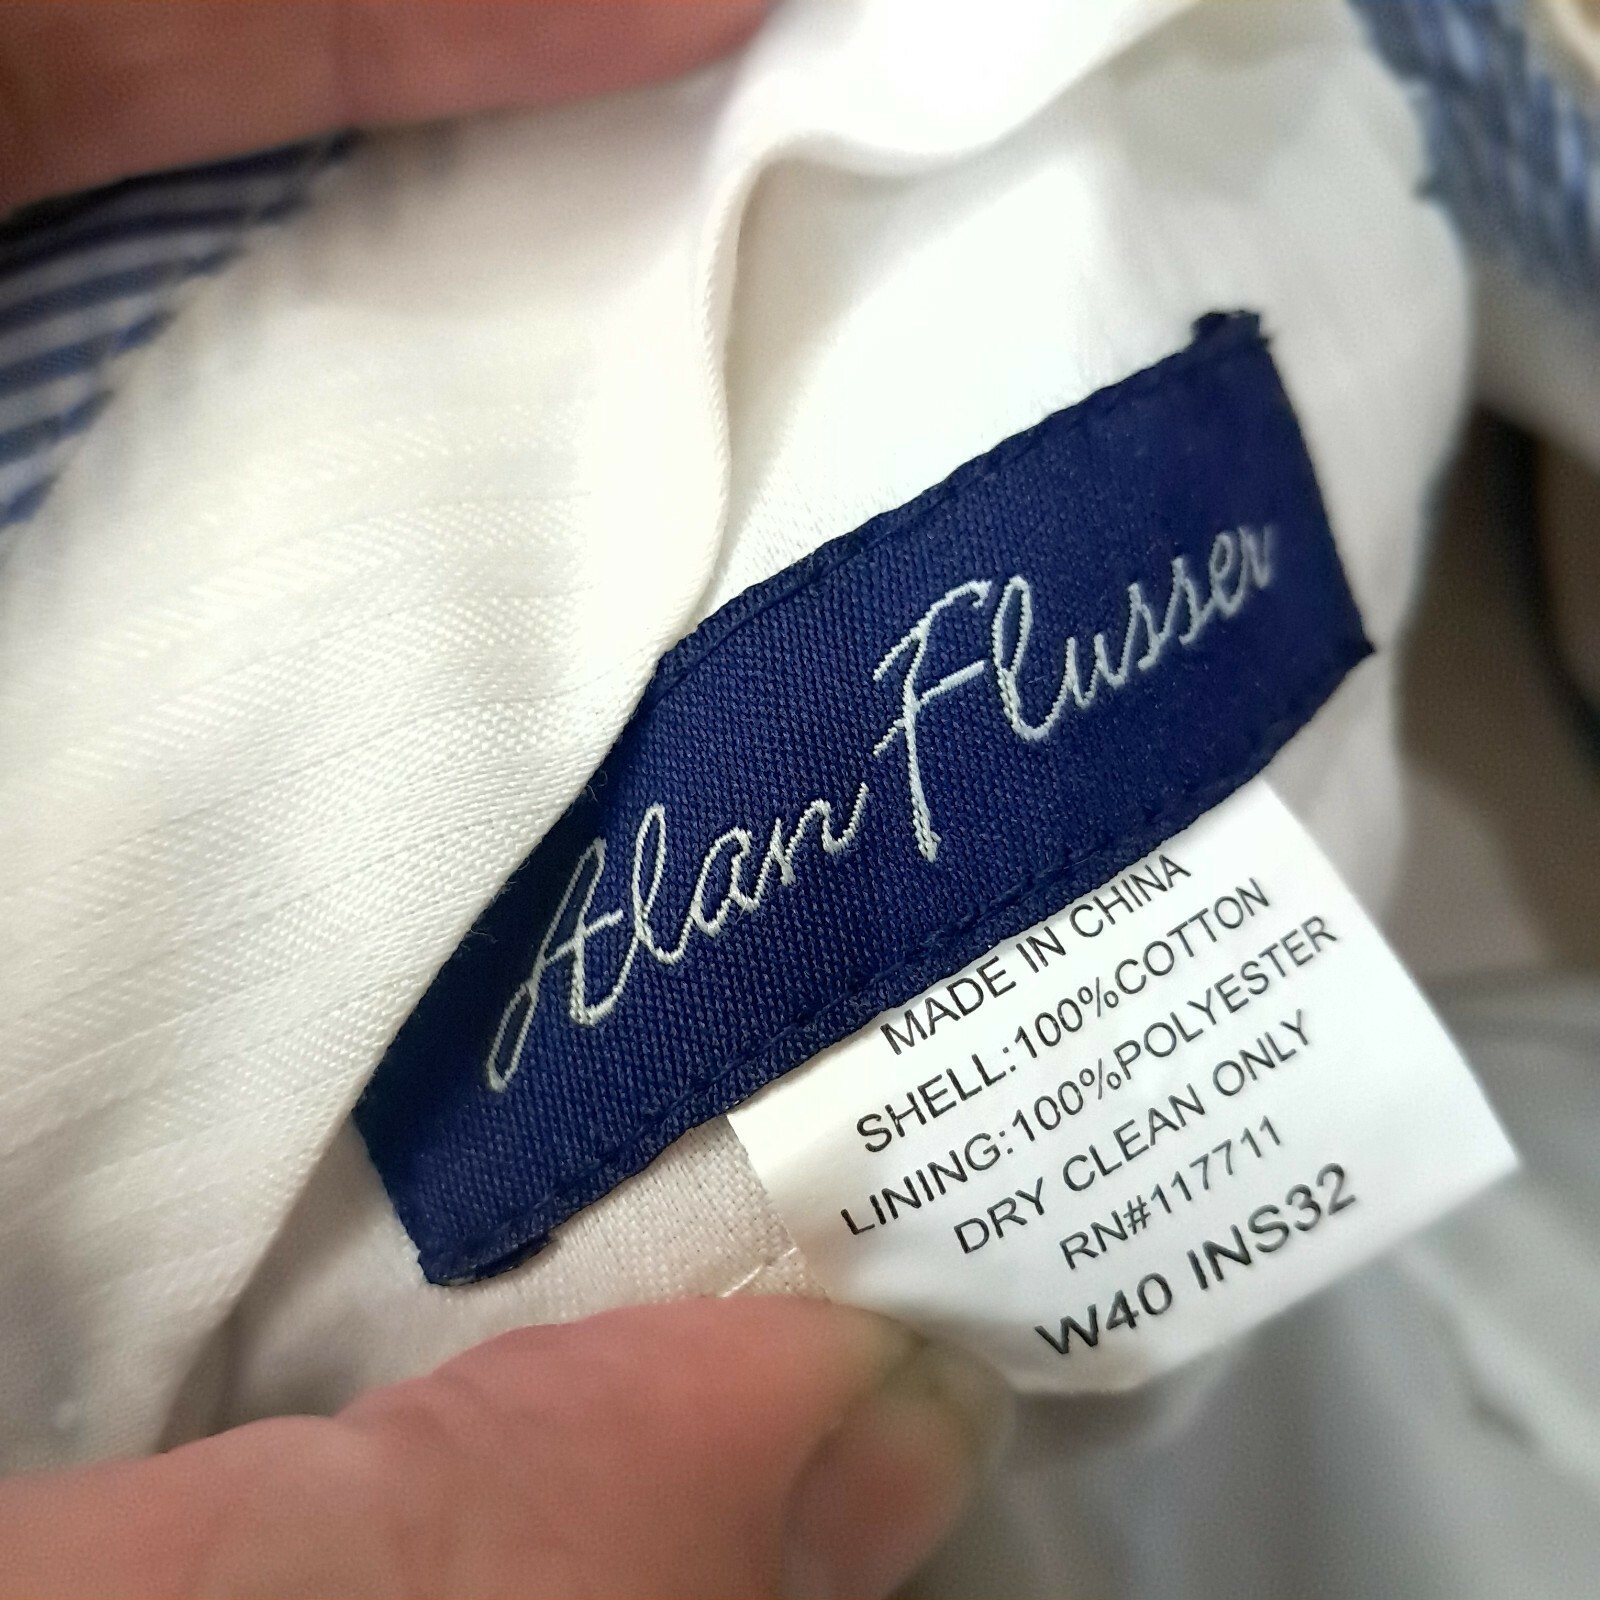 Alan Flusser
MADE IN CHINA
SHELL:100%COTTON
LINING:100%POLYESTER
DRY CLEAN ONLY
RN#117711
W40 INS32